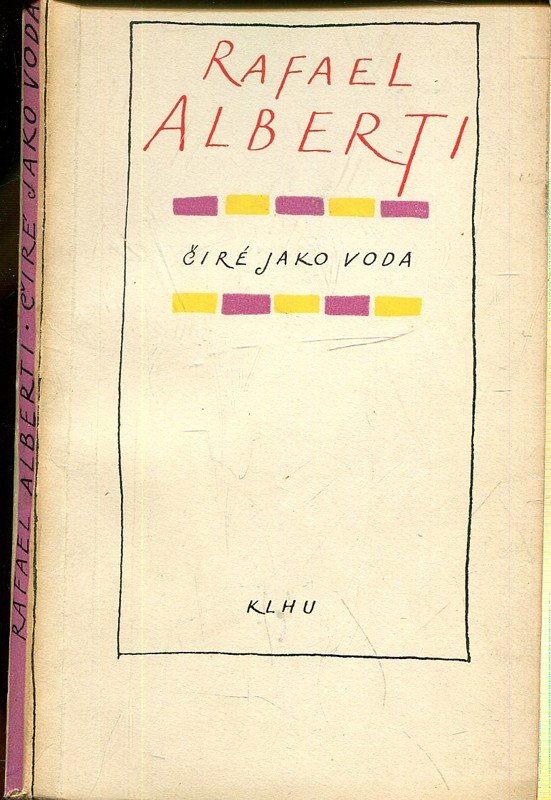 RAFAEL
ALBERTI
ČIRÉ JAKO VODA
KLHU
RAFAEL ALBERTI · ČIRÉ JAKO VODA